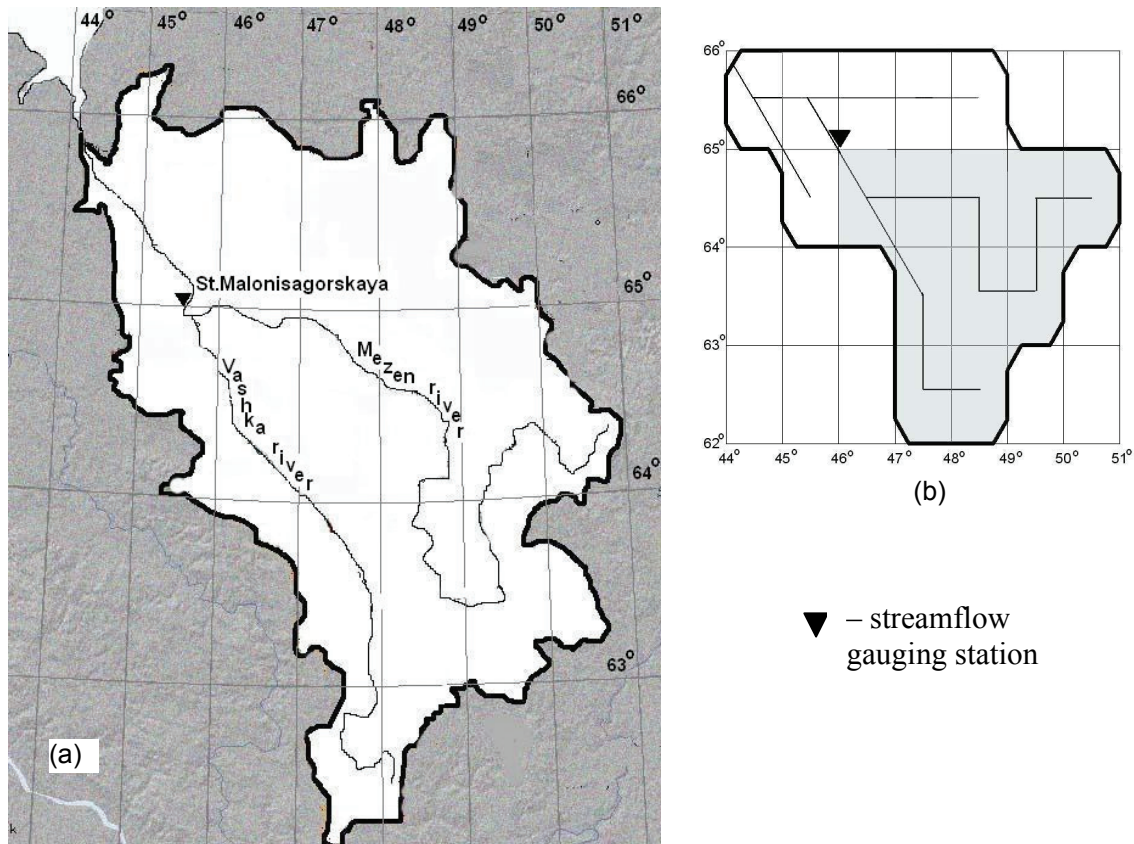 44° 45° 46° 47° 48° 49° 50° 51°
66°
St.Malonisagorskaya
65°
Mezen river
Vashka river
64°
63°
(a)
k
66°
65°
64°
63°
62°
44° 45° 46° 47° 48° 49° 50° 51°
(b)
– streamflow
gauging station